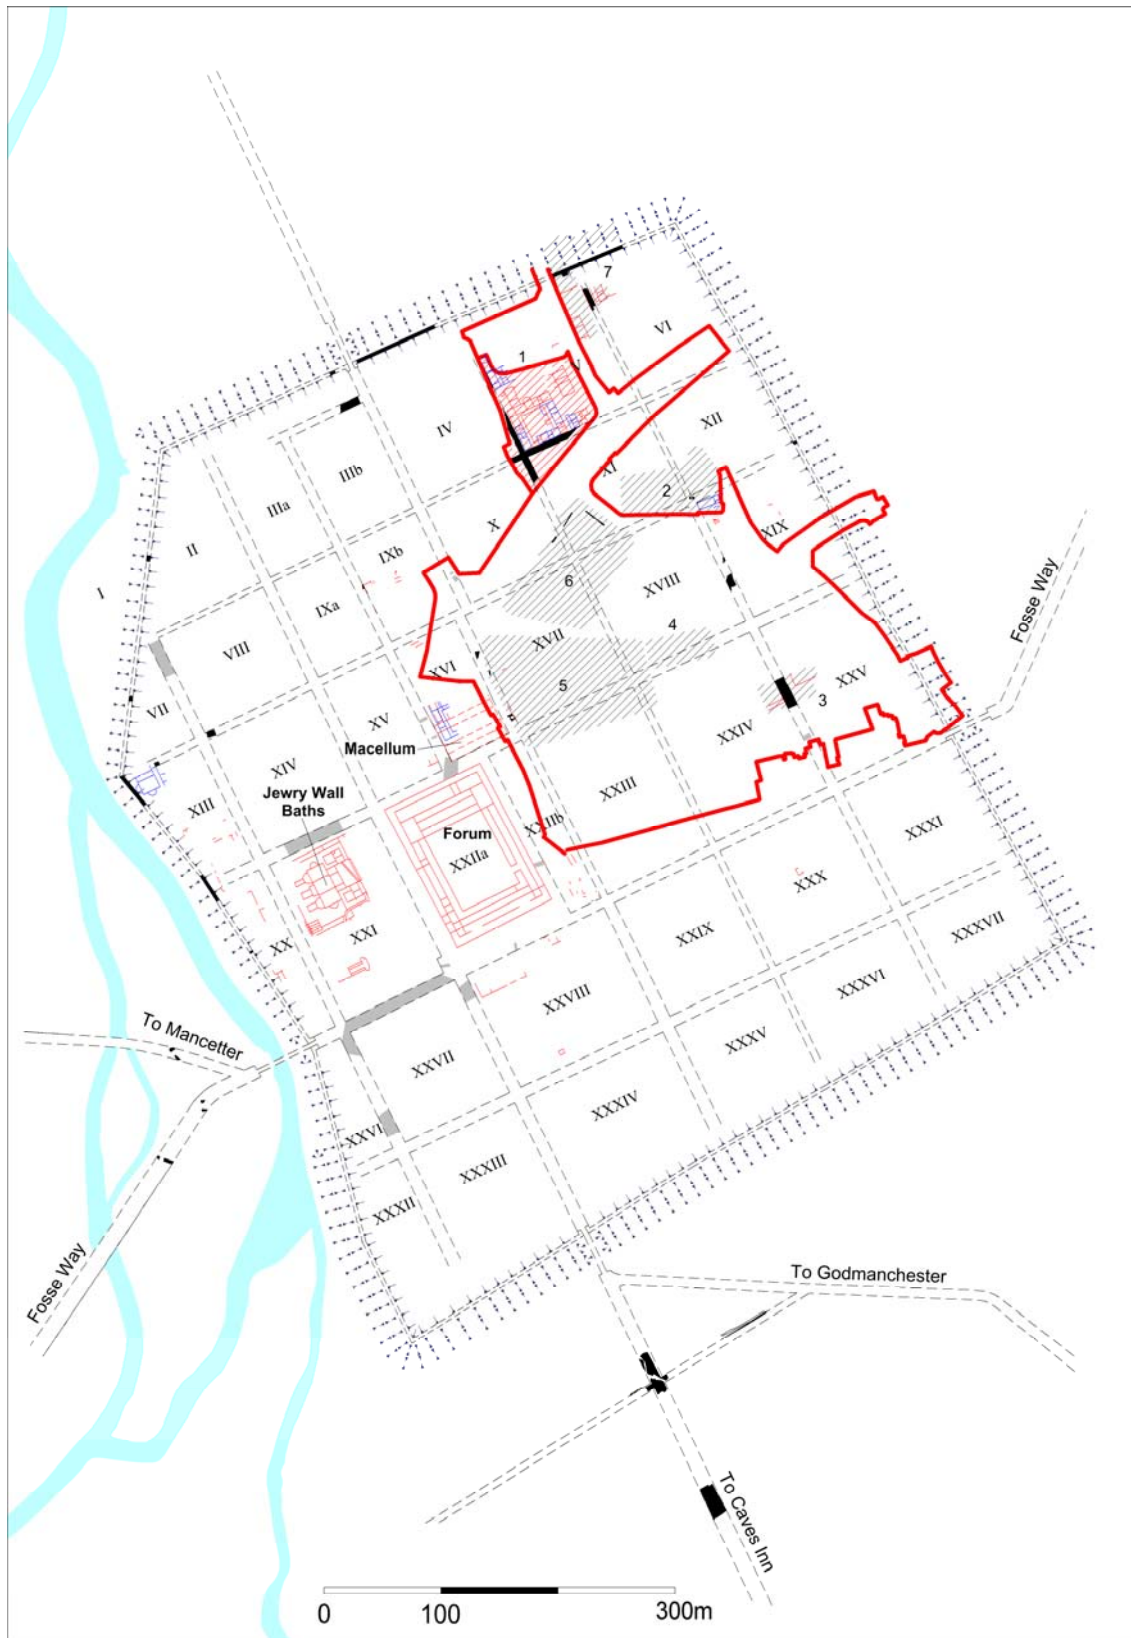 7
VI
1
IV
XII
IIIb
XI
2
IIIa
X
XIX
II
IXb
6
XVIII
I
IXa
4
Fosse Way
VIII
XVII
XVI
5
XXV
VII
3
XV
XXIV
Macellum
XIV
XXIII
Jewry Wall
Baths
XIII
Forum
XXIIb
XXXI
XXIIa
XXX
XXI
XXIX
XXXVII
XX
XXXVI
XXVIII
To Mancetter
XXXV
XXVII
XXXIV
XXVI
XXXIII
XXXII
Fosse Way
To Godmanchester
To Caves Inn
0
100
300m